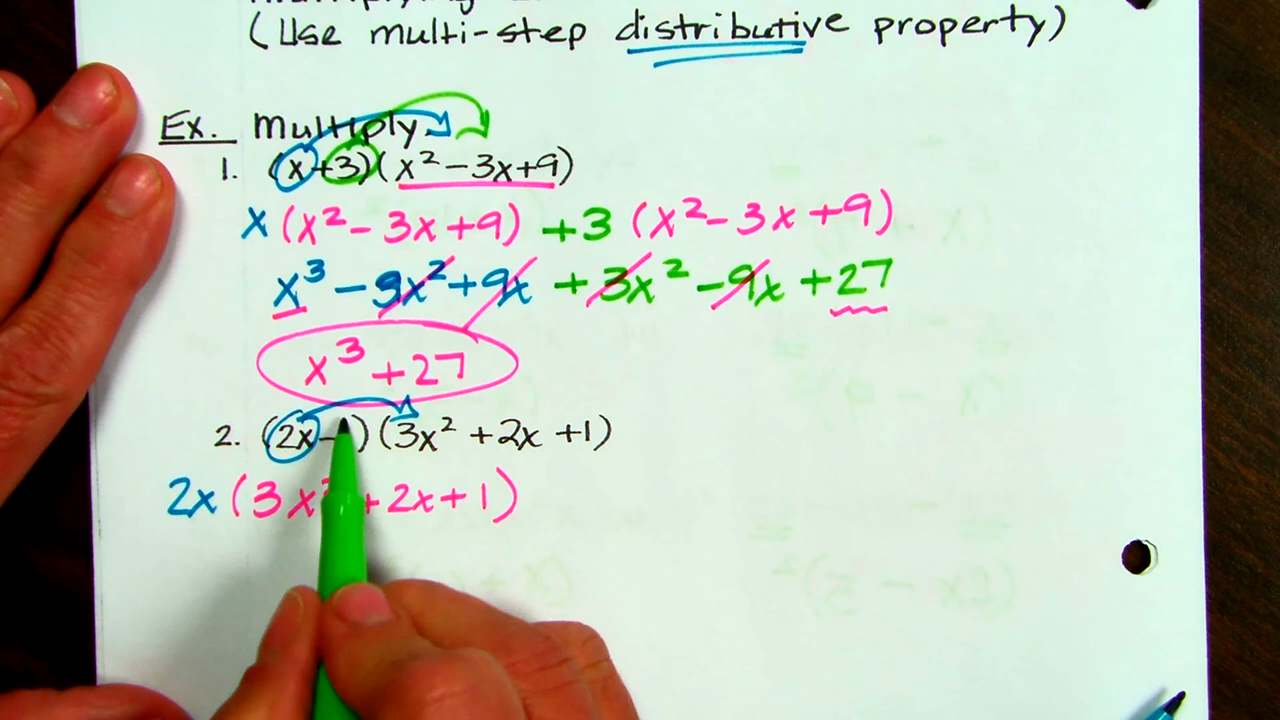 (Use multi-step distributive property)
Ex. Multiply.
1. (x+3)(x² - 3x+9)
x (x² - 3x +9) +3 (x² - 3x +9)
x³ - 3x² + 9x + 3x² - 9x + 27
x³ + 27
2. (2x - ) (3x² + 2x + 1)
2x (3x² + 2x + 1)